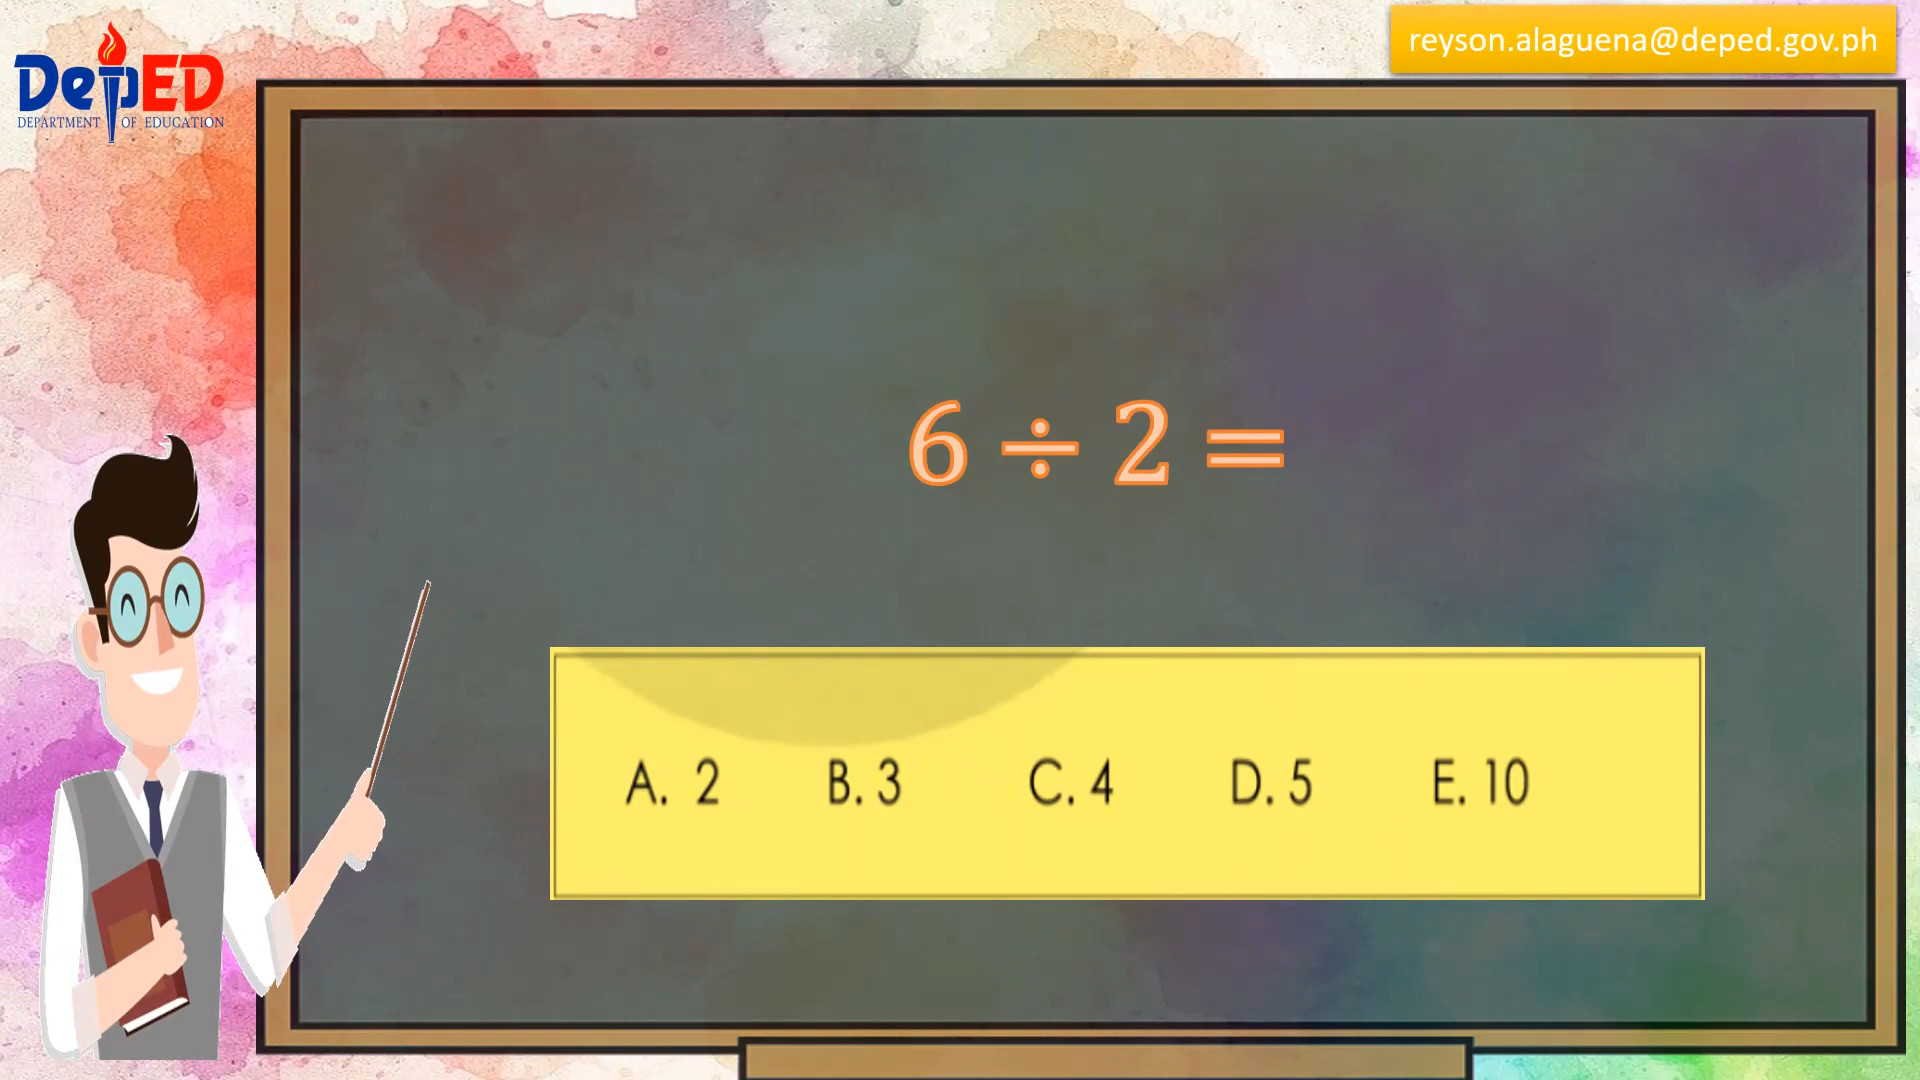 reyson.alaguena@deped.gov.ph
DepED
DEPARTMENT OF EDUCATION
6 ÷ 2 =
A. 2 B. 3 C. 4 D. 5 E. 10